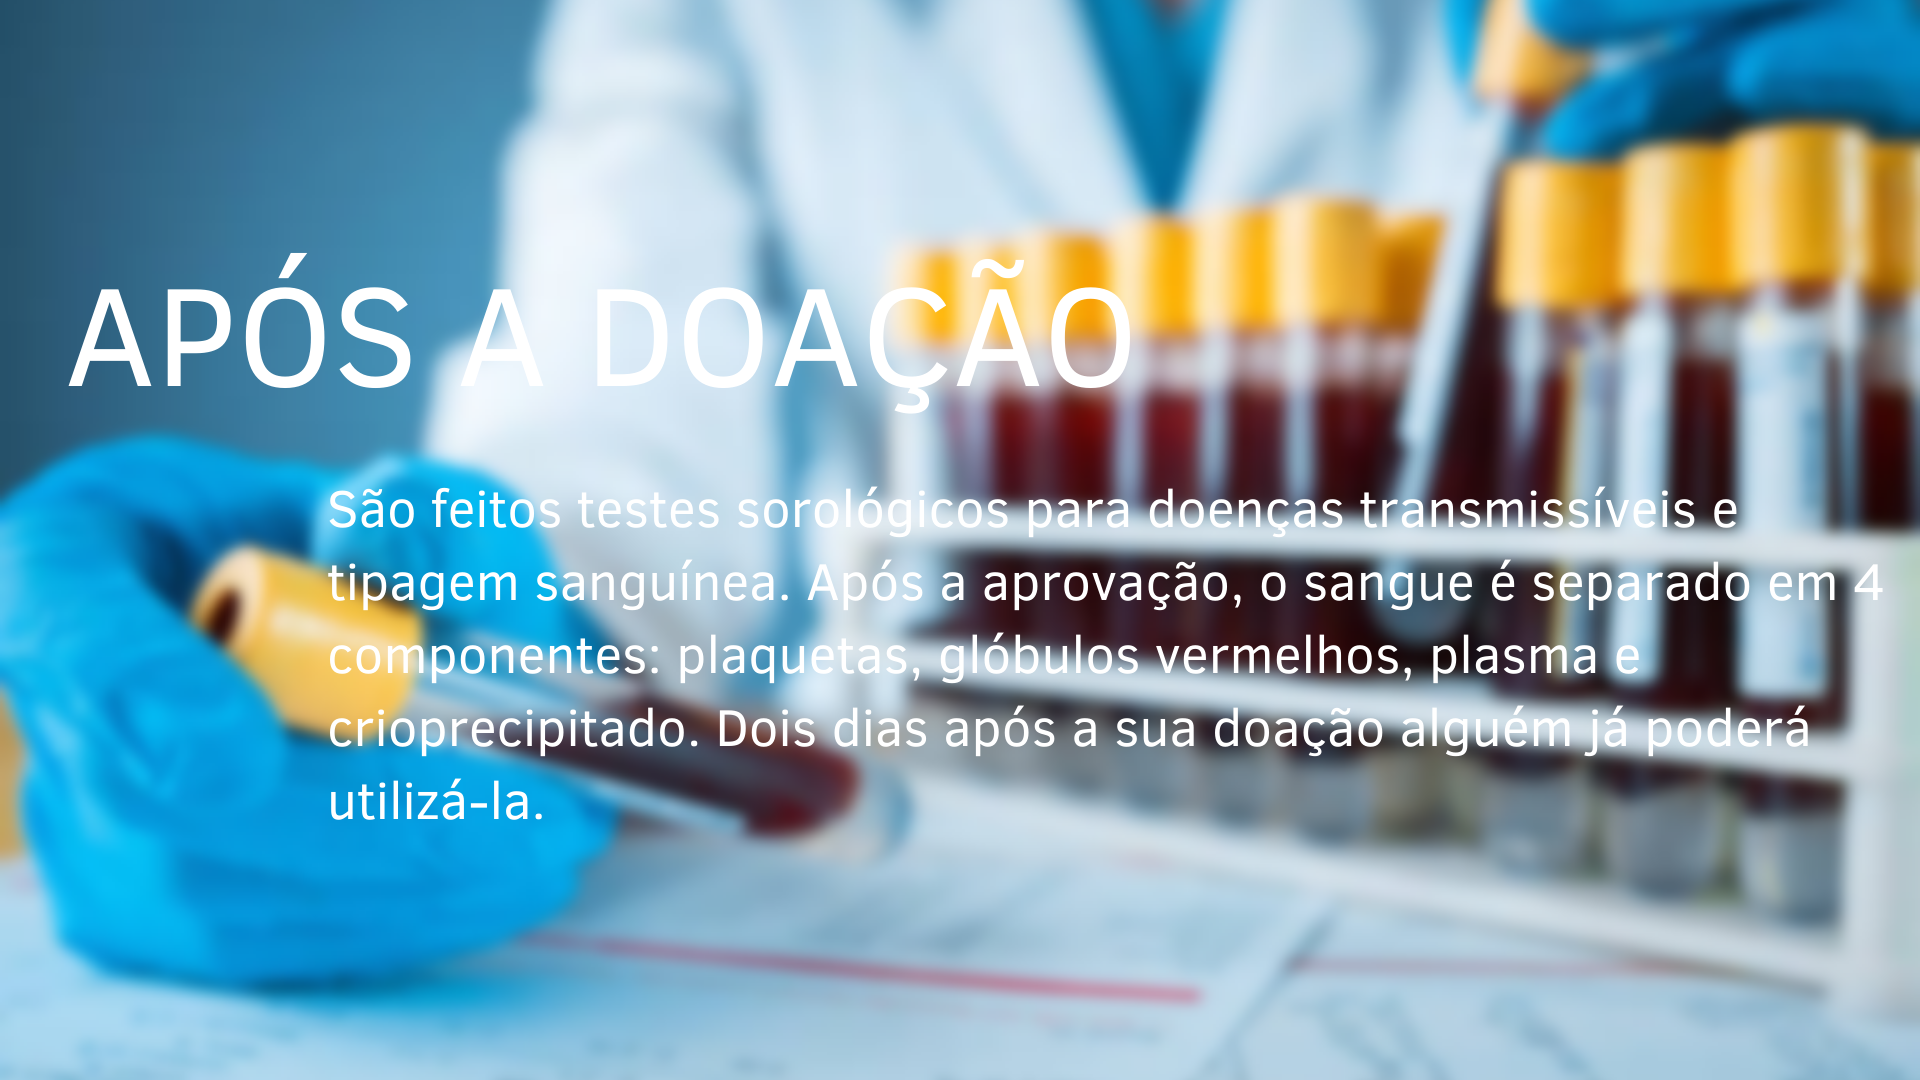 APÓS A DOAÇÃO
São feitos testes sorológicos para doenças transmissíveis e
tipagem sanguínea. Após a aprovação, o sangue é separado em 4
componentes: plaquetas, glóbulos vermelhos, plasma e
crioprecipitado. Dois dias após a sua doação alguém já poderá
utilizá-la.